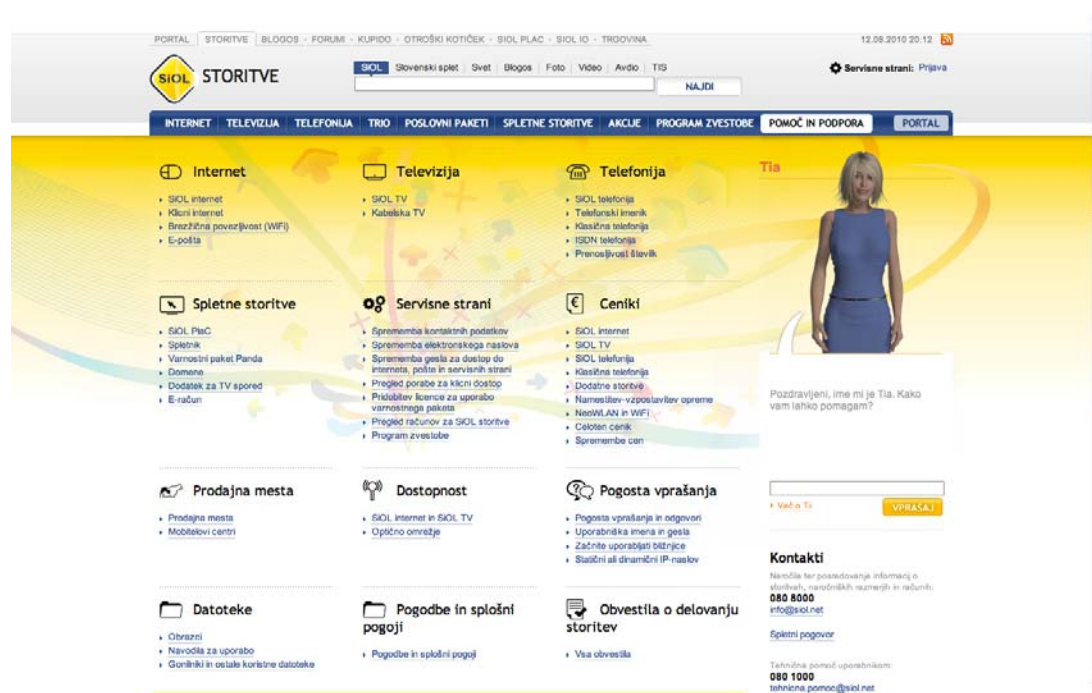 PORTAL STORITVE BLOGOS - FORUMI - KUPIDO - OTROŠKI KOTIČEK - SIOL PLAC - SIOL IO - TRGOVINA
12.08.2010 20:12
SiOL STORITVE
SiOL Slovenski splet Svet Blogos Foto Video Avdio TIS
NAJDI
Servisne strani: Prijava
INTERNET TELEVIZIJA TELEFONIJA TRIO POSLOVNI PAKETI SPLETNE STORITVE AKCIJE PROGRAM ZVESTOBE POMOČ IN PODPORA PORTAL
Internet
SiOL internet
Klicni internet
Brezžična povezljivost (WiFi)
E-pošta
Televizija
SiOL TV
Kabelska TV
Telefonija
SiOL telefonija
Telefonski imenik
Klasična telefonija
ISDN telefonija
Prenosljivost številk
Tia
Spletne storitve
SiOL PlaC
Spletnik
Varnostni paket Panda
Domene
Dodatek za TV spored
E-račun
Servisne strani
Sprememba kontaktnih podatkov
Sprememba elektronskega naslova
Sprememba gesla za dostop do
interneta, pošte in servisnih strani
Pregled porabe za klicni dostop
Pridobitev licence za uporabo
varnostnega paketa
Pregled računov za SiOL storitve
Program zvestobe
€ Ceniki
SiOL internet
SiOL TV
SiOL telefonija
Klasična telefonija
Dodatne storitve
Namestitev-vzpostavitev opreme
NeoWLAN in WiFi
Celoten cenik
Spremembe cen
Pozdravljeni, ime mi je Tia. Kako
vam lahko pomagam?
Več o Ti
VPRAŠAJ
Prodajna mesta
Prodajna mesta
Mobitelovi centri
Dostopnost
SiOL internet in SiOL TV
Optično omrežje
Pogosta vprašanja
Pogosta vprašanja in odgovori
Uporabniška imena in gesla
Začnite uporabljati bližnjice
Statični ali dinamični IP-naslov
Kontakti
Naročila ter posredovanje informacij o
storitvah, naročniških razmerjih in računih:
080 8000
info@siol.net
Spletni pogovor
Tehnična pomoč uporabnikom:
080 1000
tehnicna.pomoc@siol.net
Datoteke
Obrazci
Navodila za uporabo
Gonilniki in ostale koristne datoteke
Pogodbe in splošni
pogoji
Pogodbe in splošni pogoji
Obvestila o delovanju
storitev
Vsa obvestila